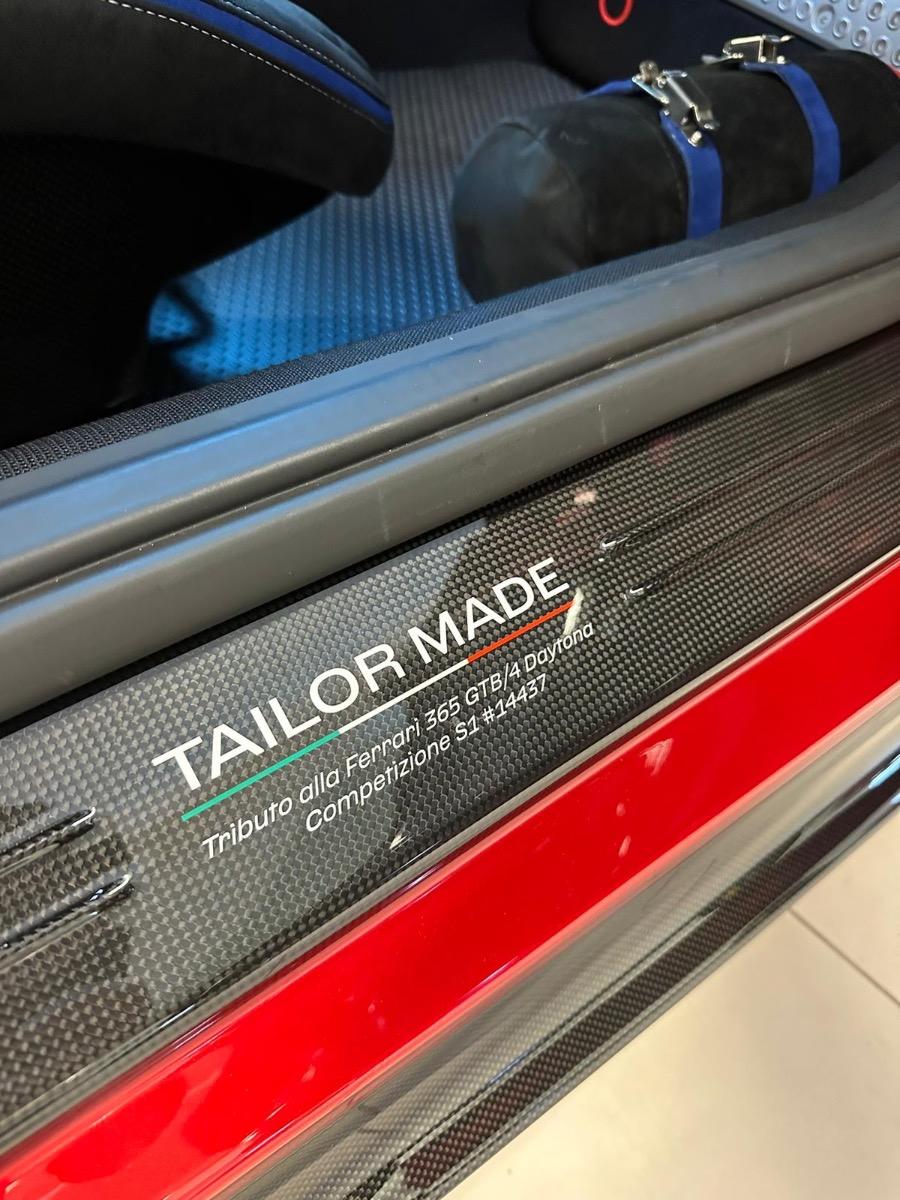 TAILOR MADE
Tributo alla Ferrari 365 GTB/4 Daytona
Competizione S1 #14437